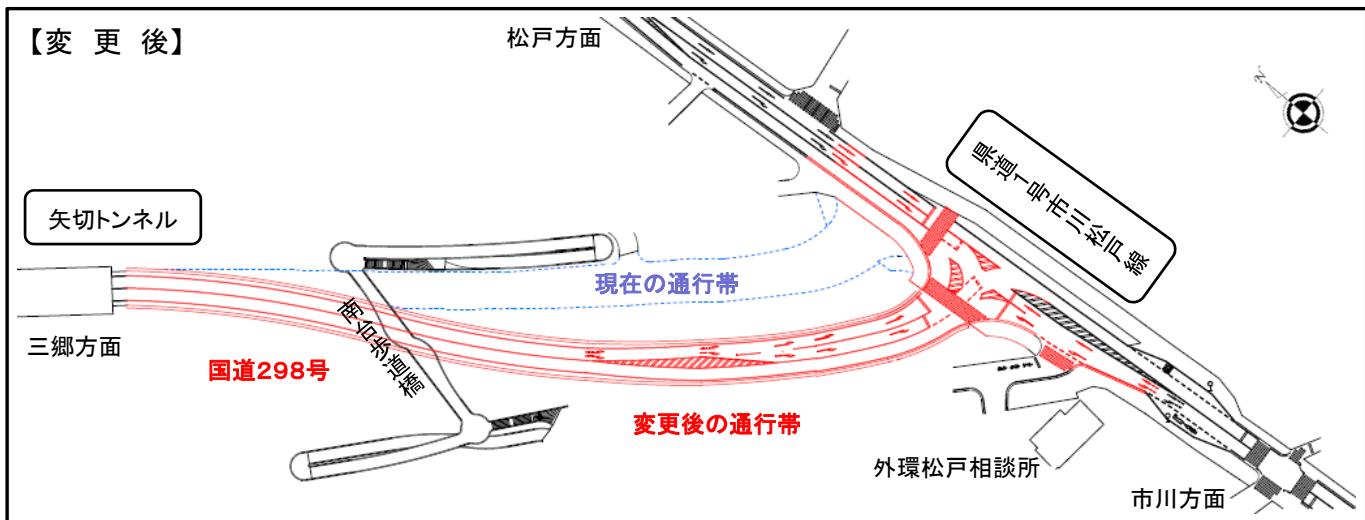 【変 更 後】
松戸方面
N
県道1号市川松戸線
矢切トンネル
現在の通行帯
三郷方面
南台歩道橋
国道298号
変更後の通行帯
外環松戸相談所
市川方面